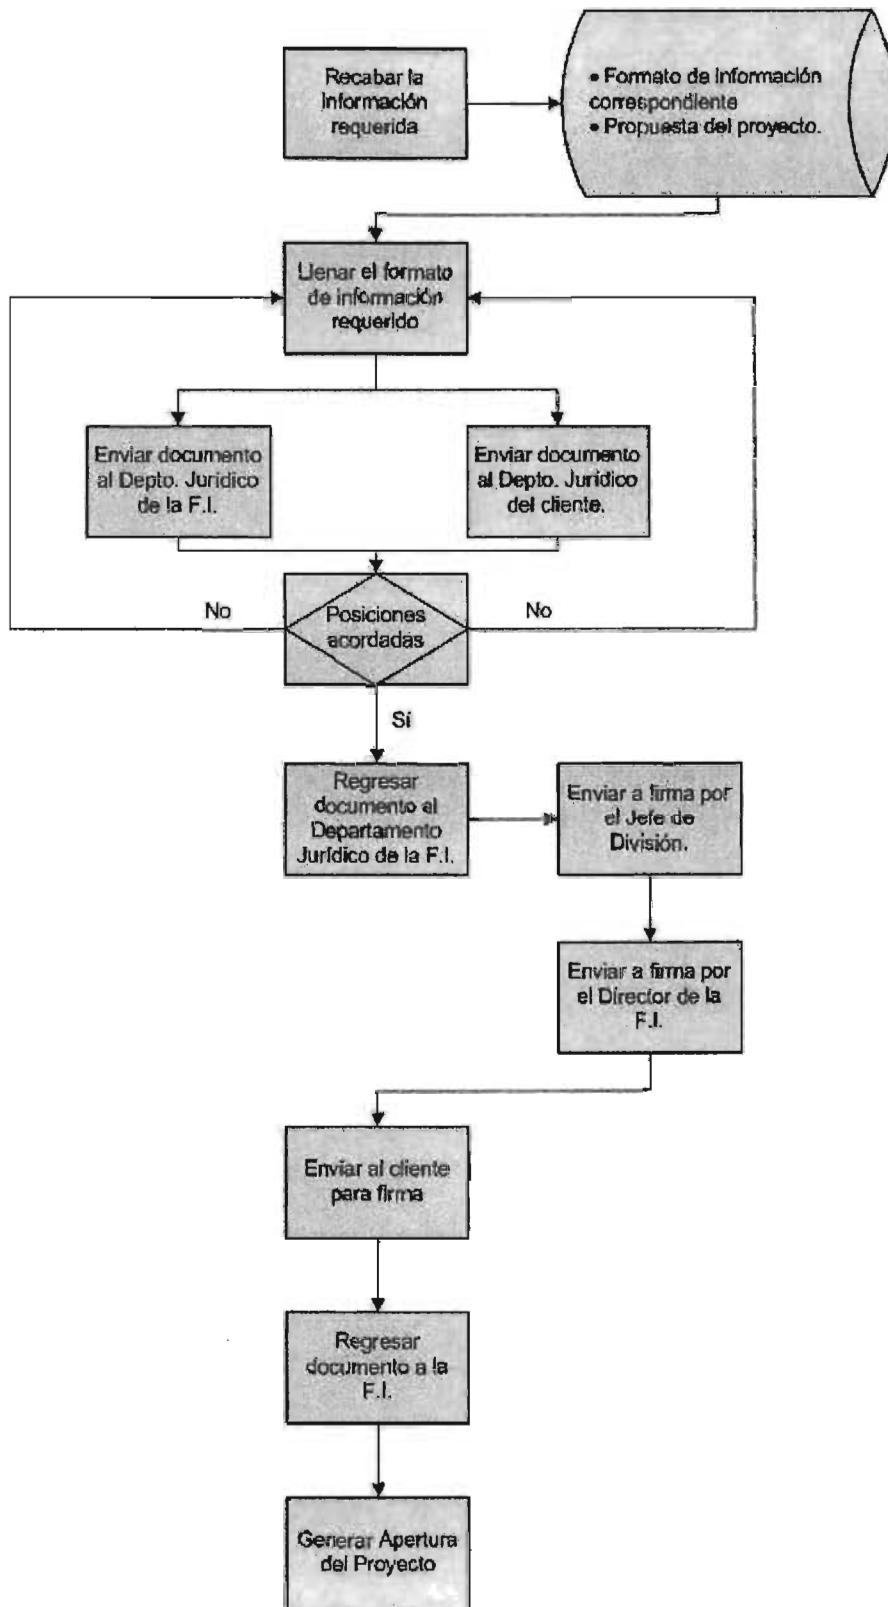 Recabar la
información
requerida
• Formato de información
correspondiente
• Propuesta del proyecto.
Llenar el formato
de información
requerido
Enviar documento
al Depto. Jurídico
de la F.I.
Enviar documento
al Depto. Jurídico
del cliente.
No
Posiciones
acordadas
No
Sí
Regresar
documento al
Departamento
Jurídico de la F.I.
Enviar a firma por
el Jefe de
División.
Enviar a firma por
el Director de la
F.I.
Enviar al cliente
para firma
Regresar
documento a la
F.I.
Generar Apertura
del Proyecto